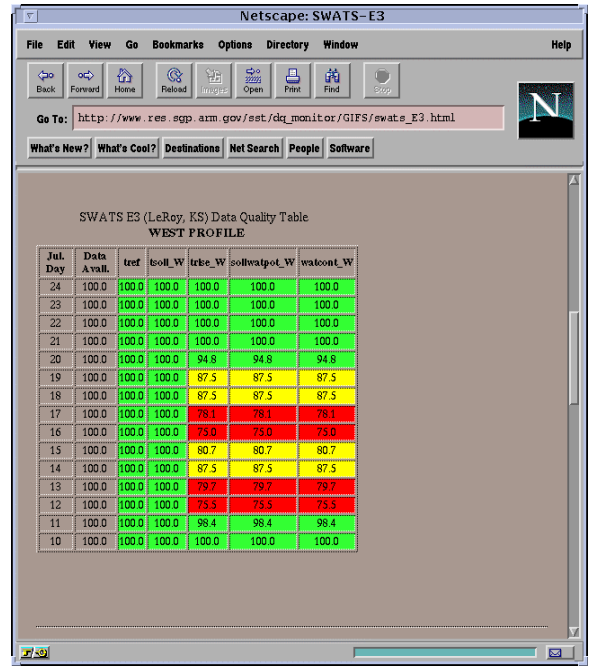 Netscape: SWATS-E3
File Edit View Go Bookmarks Options Directory Window Help
Back Forward Home Reload Images Open Print Find Stop
Go To: http://www.res.sgp.arm.gov/sst/dq_monitor/GIFS/swats_E3.html
N
What's New? What's Cool? Destinations Net Search People Software
SWATS E3 (LeRoy, KS) Data Quality Table
WEST PROFILE
Jul. Day Data Avail. tref tsoil_W trise_W soilwatpot_W watcont_W
24 100.0 100.0 100.0 100.0 100.0 100.0
23 100.0 100.0 100.0 100.0 100.0 100.0
22 100.0 100.0 100.0 100.0 100.0 100.0
21 100.0 100.0 100.0 100.0 100.0 100.0
20 100.0 100.0 100.0 94.8 94.8 94.8
19 100.0 100.0 100.0 87.5 87.5 87.5
18 100.0 100.0 100.0 87.5 87.5 87.5
17 100.0 100.0 100.0 78.1 78.1 78.1
16 100.0 100.0 100.0 75.0 75.0 75.0
15 100.0 100.0 100.0 80.7 80.7 80.7
14 100.0 100.0 100.0 87.5 87.5 87.5
13 100.0 100.0 100.0 79.7 79.7 79.7
12 100.0 100.0 100.0 75.5 75.5 75.5
11 100.0 100.0 100.0 98.4 98.4 98.4
10 100.0 100.0 100.0 100.0 100.0 100.0